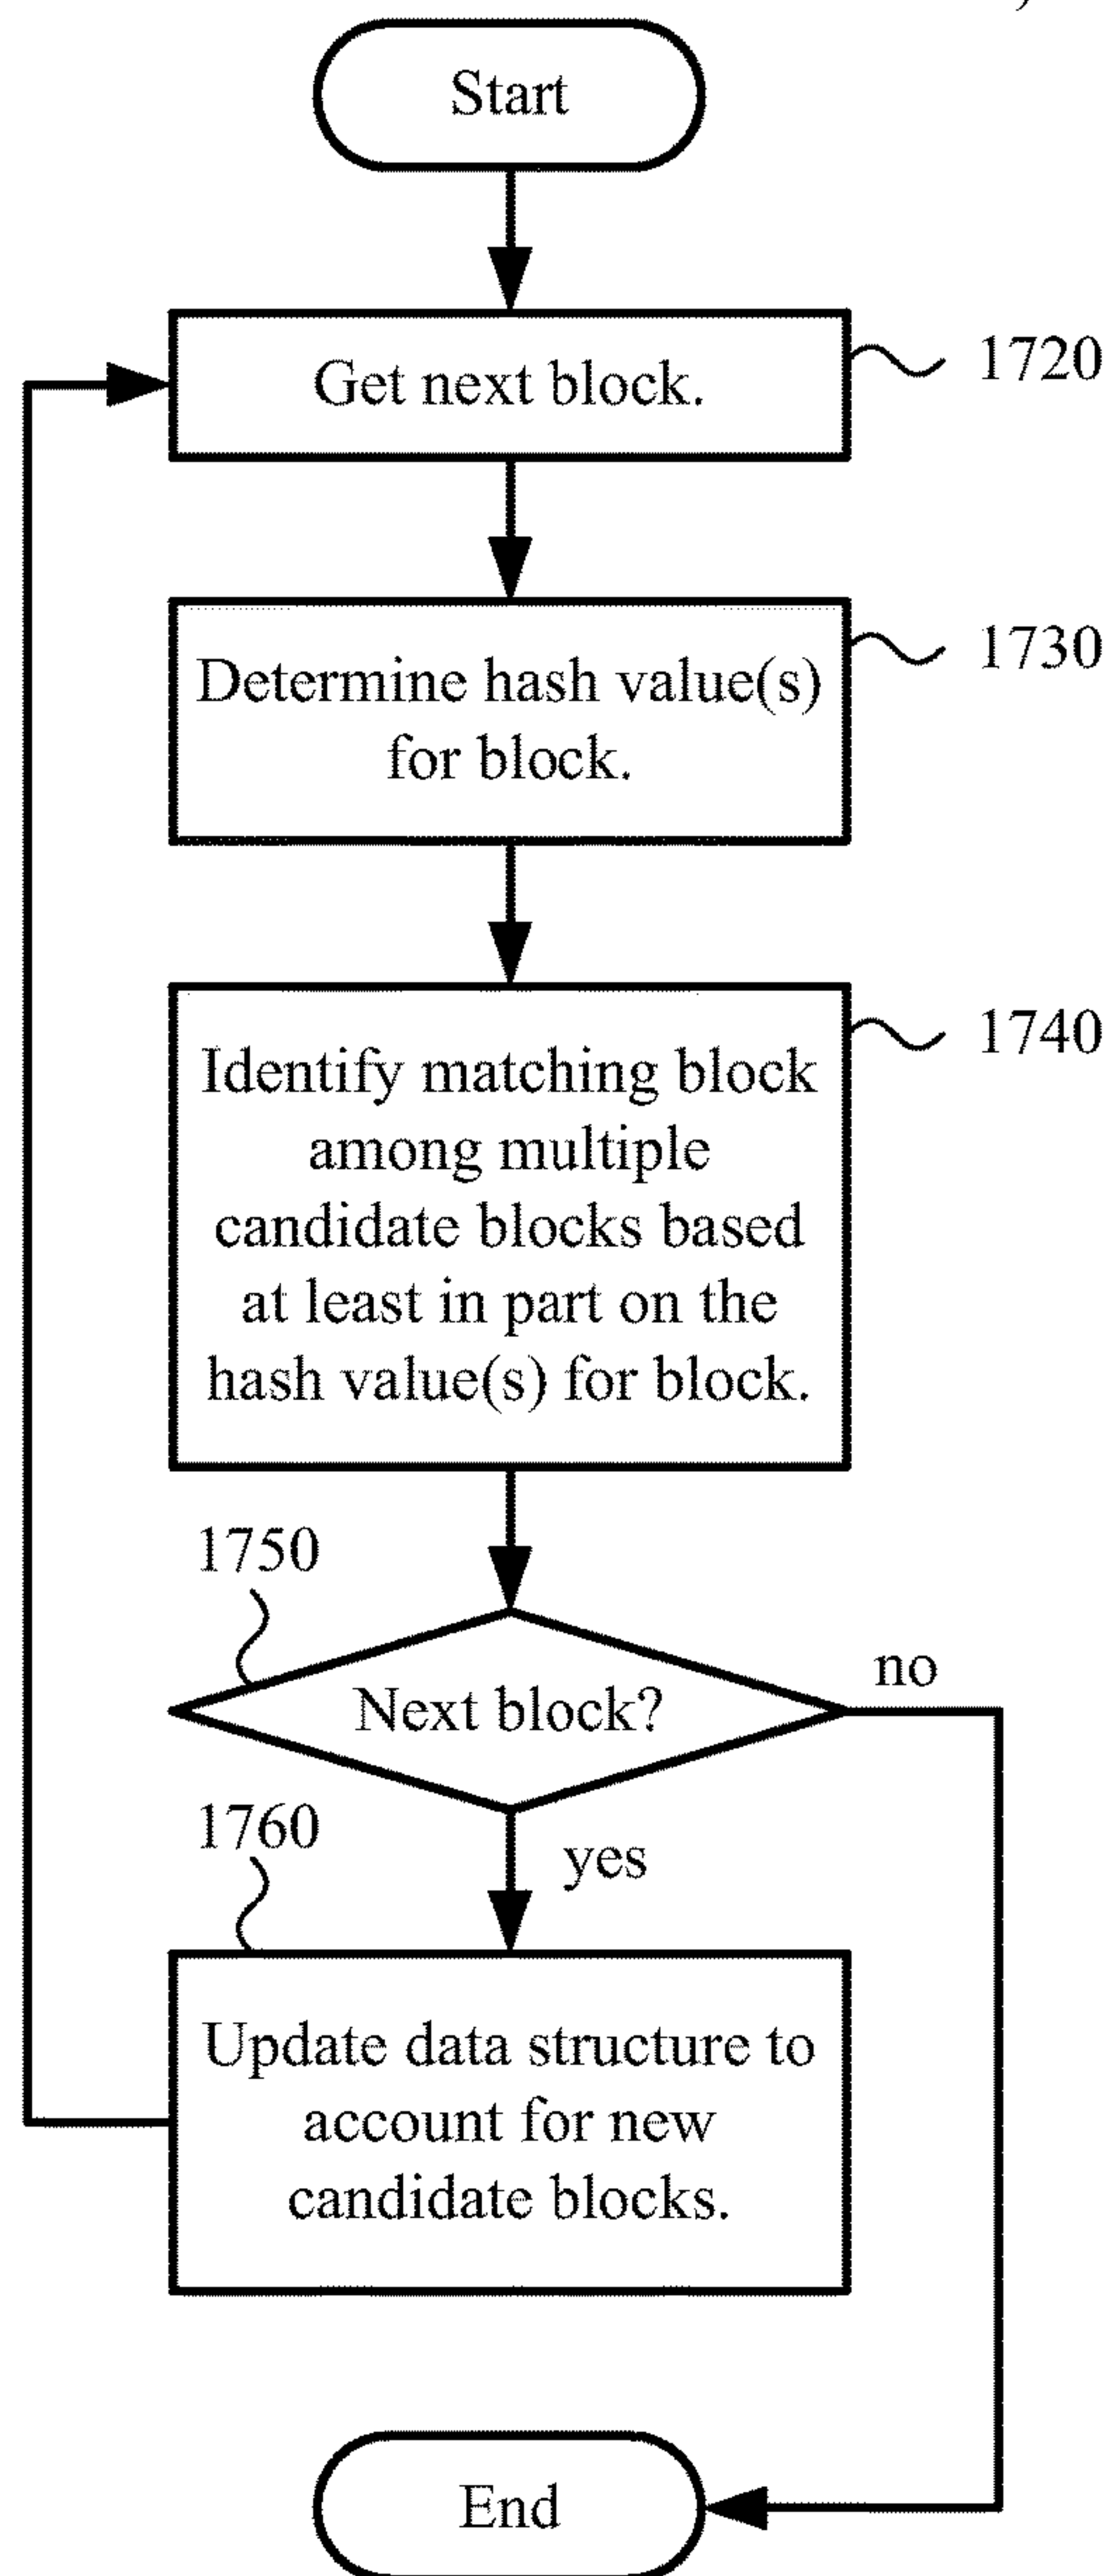 Start
Get next block.
1720
Determine hash value(s)
for block.
1730
Identify matching block
among multiple
candidate blocks based
at least in part on the
hash value(s) for block.
1740
1750
Next block?
no
yes
1760
Update data structure to
account for new
candidate blocks.
End